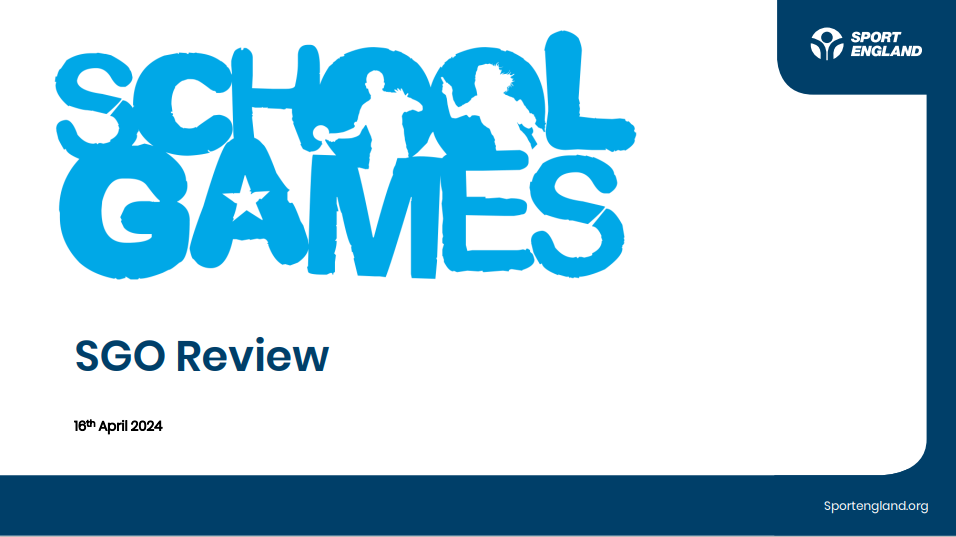 SPORT
ENGLAND
SCHOOL
GAMES
SGO Review
16th April 2024
Sportengland.org